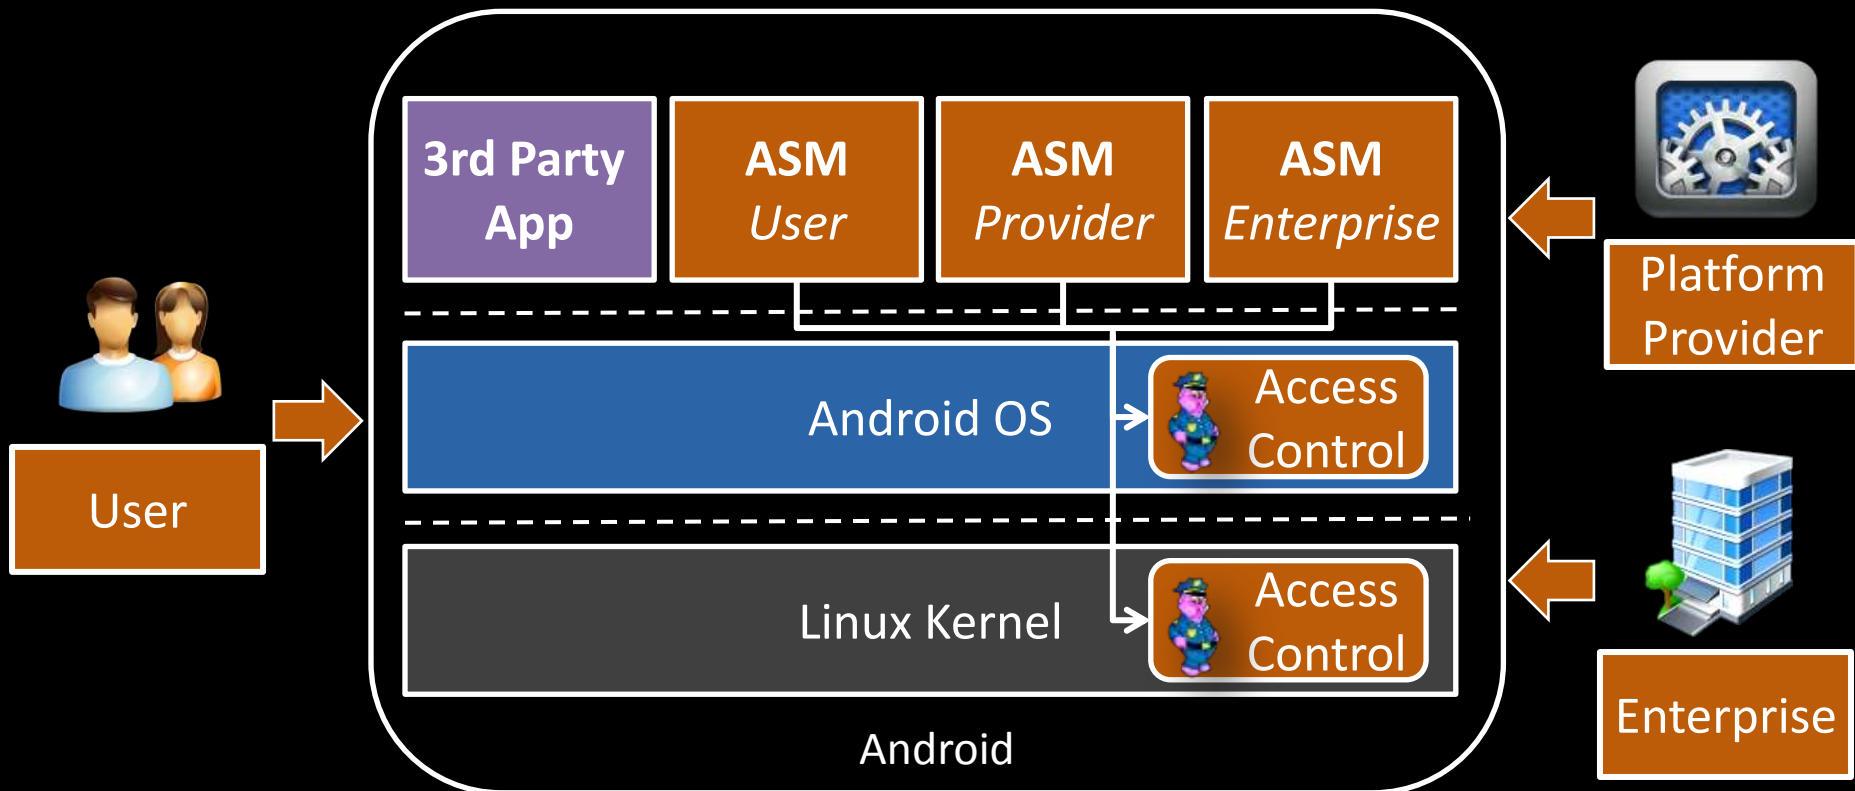 3rd Party
App
ASM
User
ASM
Provider
ASM
Enterprise
Platform
Provider
User
Android OS
Access
Control
Linux Kernel
Access
Control
Enterprise
Android